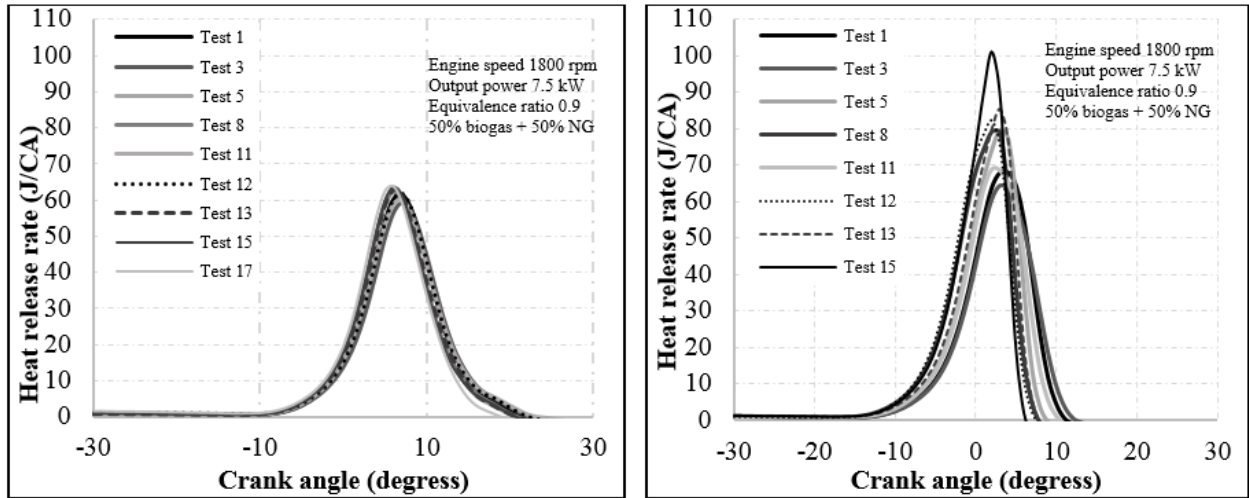 110
100
90
80
70
60
50
40
30
20
10
0
Heat release rate (J/CA)
Test 1
Test 3
Test 5
Test 8
Test 11
Test 12
Test 13
Test 15
Test 17
Engine speed 1800 rpm
Output power 7.5 kW
Equivalence ratio 0.9
50% biogas + 50% NG
-30 -10 10 30
Crank angle (degress)
110
100
90
80
70
60
50
40
30
20
10
0
Heat release rate (J/CA)
Test 1
Test 3
Test 5
Test 8
Test 11
Test 12
Test 13
Test 15
Engine speed 1800 rpm
Output power 7.5 kW
Equivalence ratio 0.9
50% biogas + 50% NG
-30 -20 -10 0 10 20 30
Crank angle (degress)